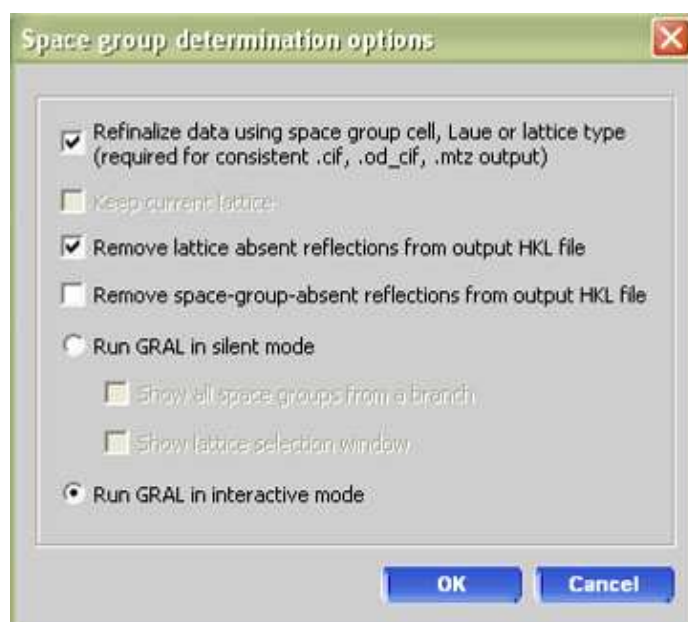 Space group determination options
Refinalize data using space group cell, Laue or lattice type
(required for consistent .cif, .od_cif, .mtz output)
Keep current lattice
Remove lattice absent reflections from output HKL file
Remove space-group-absent reflections from output HKL file
Run GRAL in silent mode
Show all space groups from a branch
Show lattice selection window
Run GRAL in interactive mode
OK Cancel